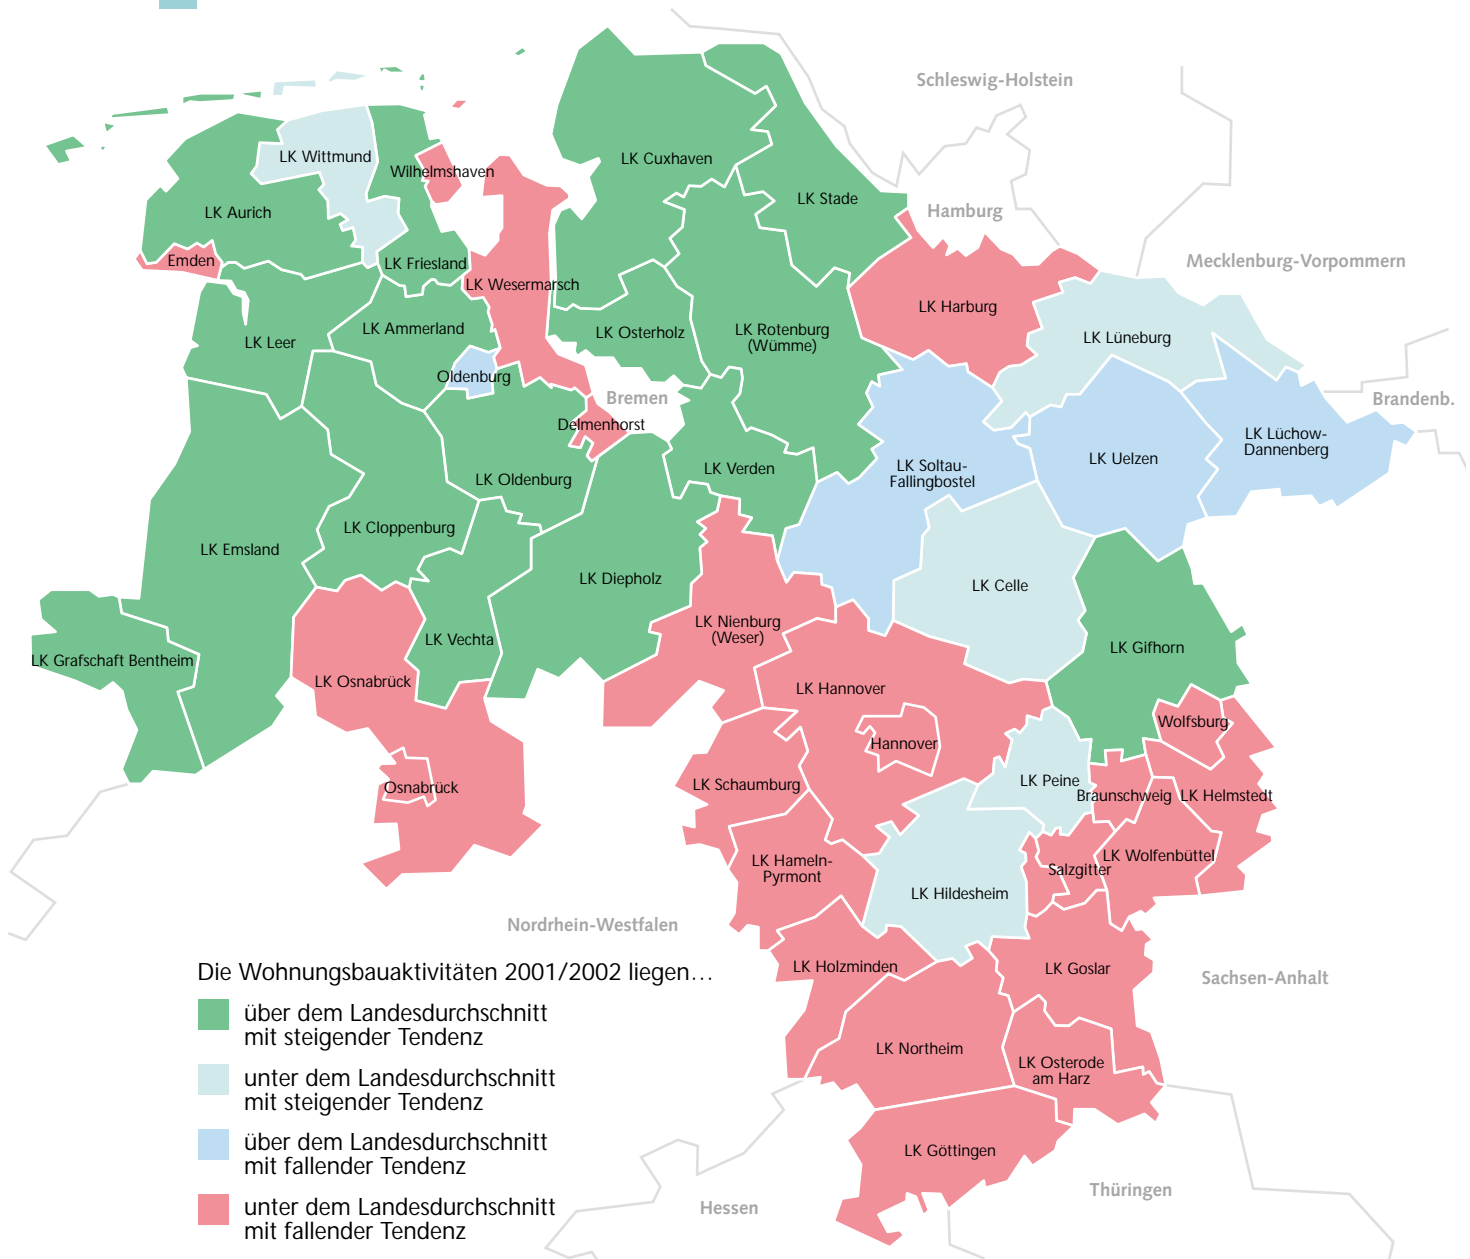 Schleswig-Holstein
LK Wittmund
LK Cuxhaven
Wilhelmshaven
LK Stade
LK Aurich
Hamburg
Emden
LK Friesland
Mecklenburg-Vorpommern
LK Wesermarsch
LK Harburg
LK Ammerland
LK Osterholz
LK Rotenburg
(Wümme)
LK Lüneburg
LK Leer
Oldenburg
Bremen
Brandenb.
Delmenhorst
LK Lüchow-
Dannenberg
LK Uelzen
LK Verden
LK Soltau-
Fallingbostel
LK Oldenburg
LK Cloppenburg
LK Emsland
LK Diepholz
LK Celle
LK Nienburg
(Weser)
LK Vechta
LK Gifhorn
LK Grafschaft Bentheim
LK Osnabrück
LK Hannover
Wolfsburg
Hannover
LK Peine
LK Schaumburg
Osnabrück
Braunschweig
LK Helmstedt
LK Hameln-
Pyrmont
LK Wolfenbüttel
Salzgitter
LK Hildesheim
Nordrhein-Westfalen
LK Holzminden
LK Goslar
Sachsen-Anhalt
LK Northeim
LK Osterode
am Harz
LK Göttingen
Thüringen
Hessen
Die Wohnungsbauaktivitäten 2001/2002 liegen...
über dem Landesdurchschnitt
mit steigender Tendenz
unter dem Landesdurchschnitt
mit steigender Tendenz
über dem Landesdurchschnitt
mit fallender Tendenz
unter dem Landesdurchschnitt
mit fallender Tendenz